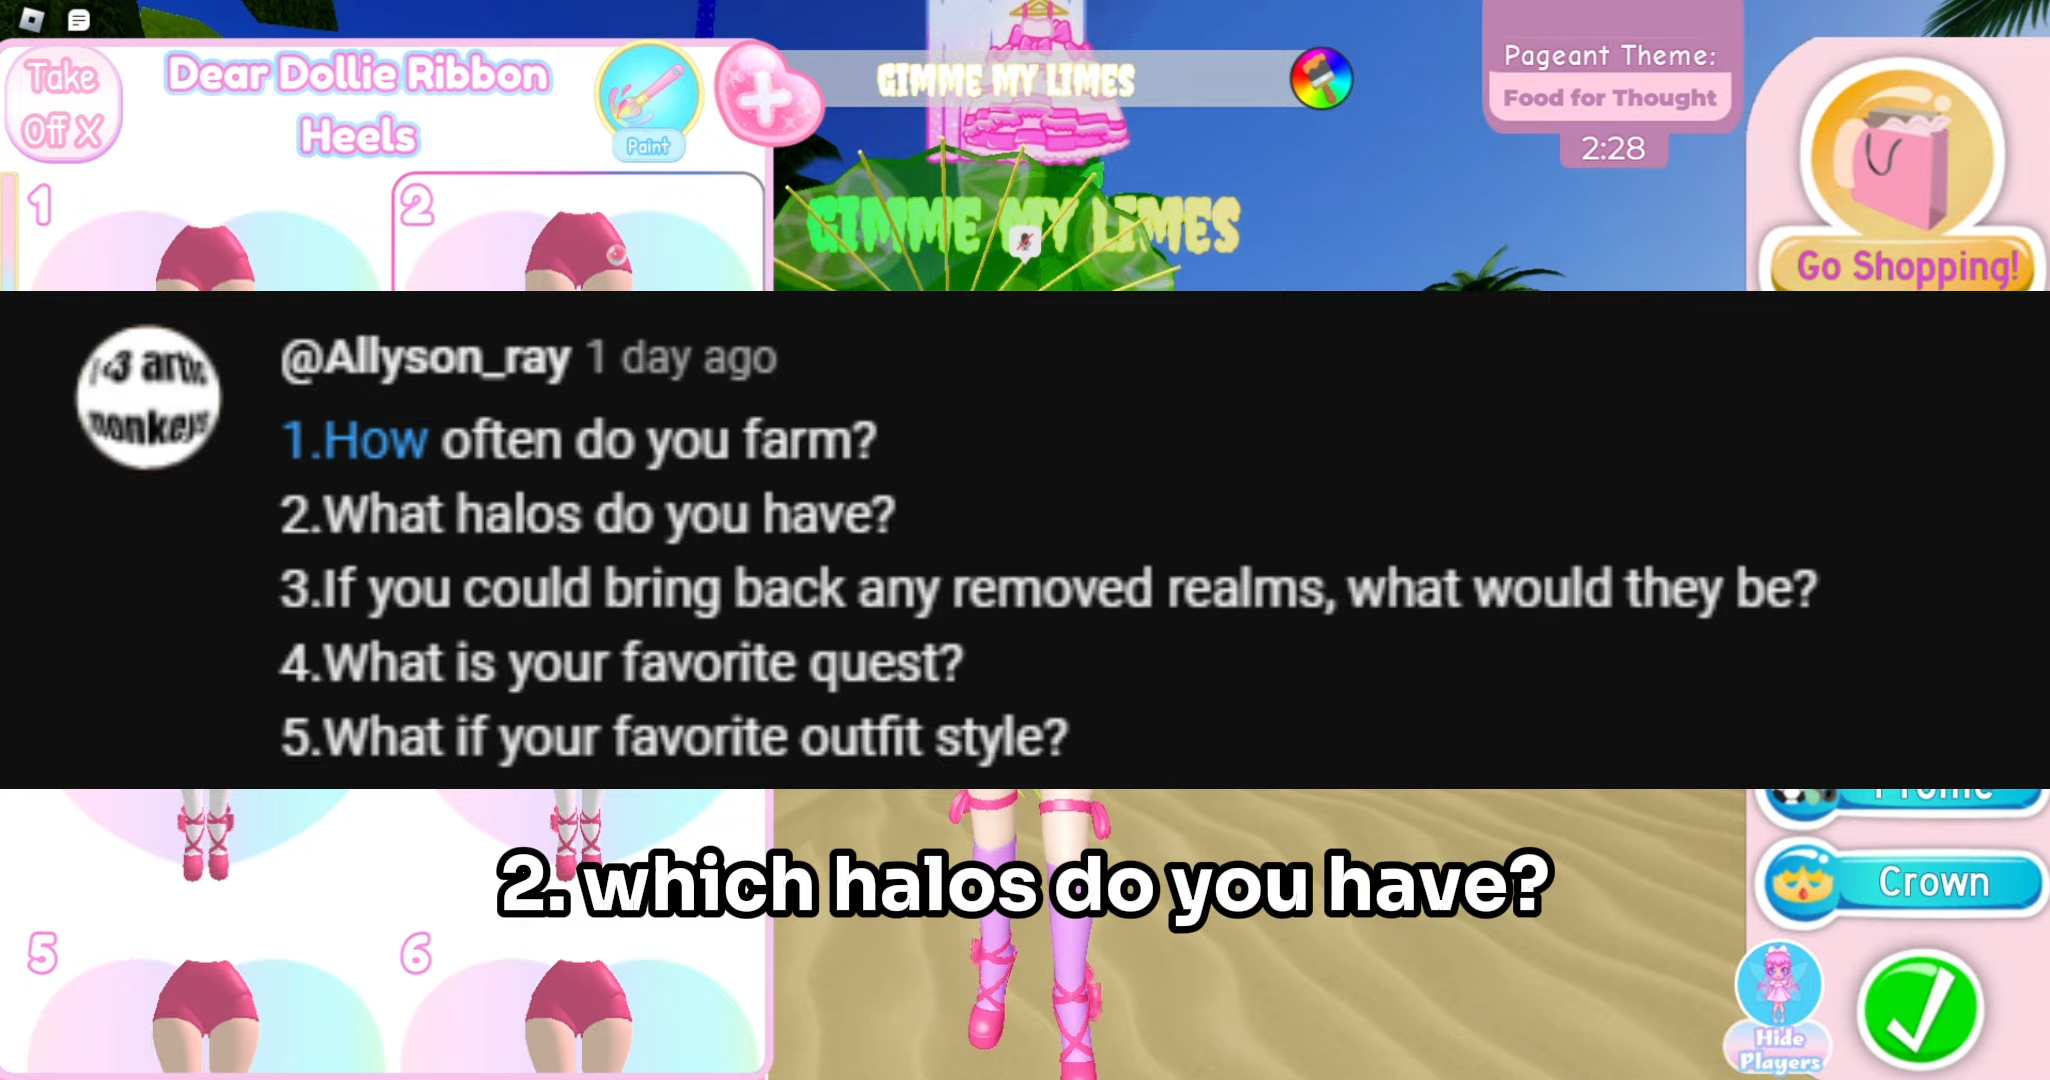 Take
Off X
Dear Dollie Ribbon
Heels
Paint
GIMME MY LIMES
Pageant Theme:
Food for Thought
2:28
1
2
GIMME MY LIMES
Go Shopping!
<3 artic
monkeys
@Allyson_ray 1 day ago
1.How often do you farm?
2.What halos do you have?
3.If you could bring back any removed realms, what would they be?
4.What is your favorite quest?
5.What if your favorite outfit style?
Profile
2. which halos do you have?
Crown
5
6
Hide
Players